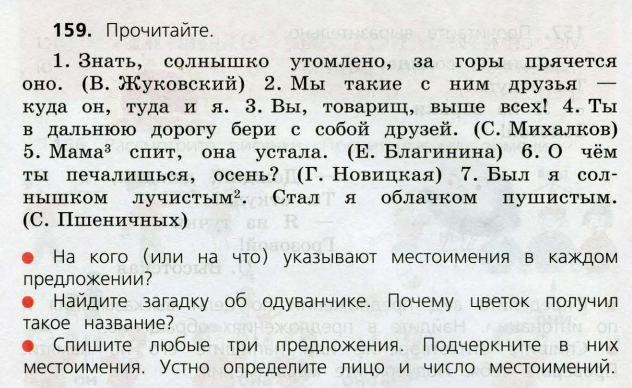 159. Прочитайте.
1. Знать, солнышко утомлено, за горы прячется
оно. (В. Жуковский) 2. Мы такие с ним друзья —
куда он, туда и я. 3. Вы, товарищ, выше всех! 4. Ты
в дальнюю дорогу бери с собой друзей. (С. Михалков)
5. Мама³ спит, она устала. (Е. Благинина) 6. О чём
ты печалишься, осень? (Г. Новицкая) 7. Был я сол-
нышком лучистым². Стал я облачком пушистым.
(С. Пшеничных)
● На кого (или на что) указывают местоимения в каждом
предложении?
● Найдите загадку об одуванчике. Почему цветок получил
такое название?
● Спишите любые три предложения. Подчеркните в них
местоимения. Устно определите лицо и число местоимений.